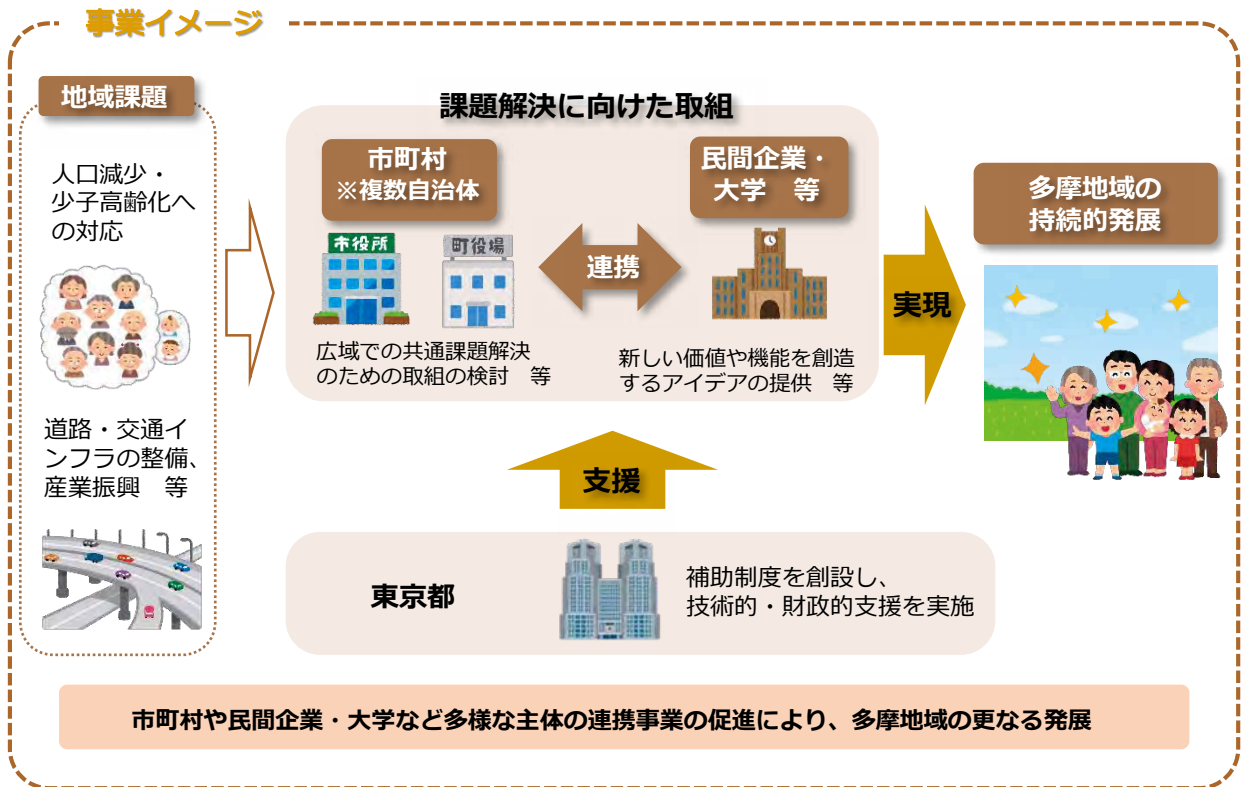 事業イメージ
地域課題
人口減少・
少子高齢化へ
の対応
道路・交通イ
ンフラの整備、
産業振興　等
課題解決に向けた取組
市町村
※複数自治体
市役所
町役場
広域での共通課題解決
のための取組の検討　等
連携
民間企業・
大学　等
新しい価値や機能を創造
するアイデアの提供　等
実現
多摩地域の
持続的発展
支援
東京都
補助制度を創設し、
技術的・財政的支援を実施
市町村や民間企業・大学など多様な主体の連携事業の促進により、多摩地域の更なる発展